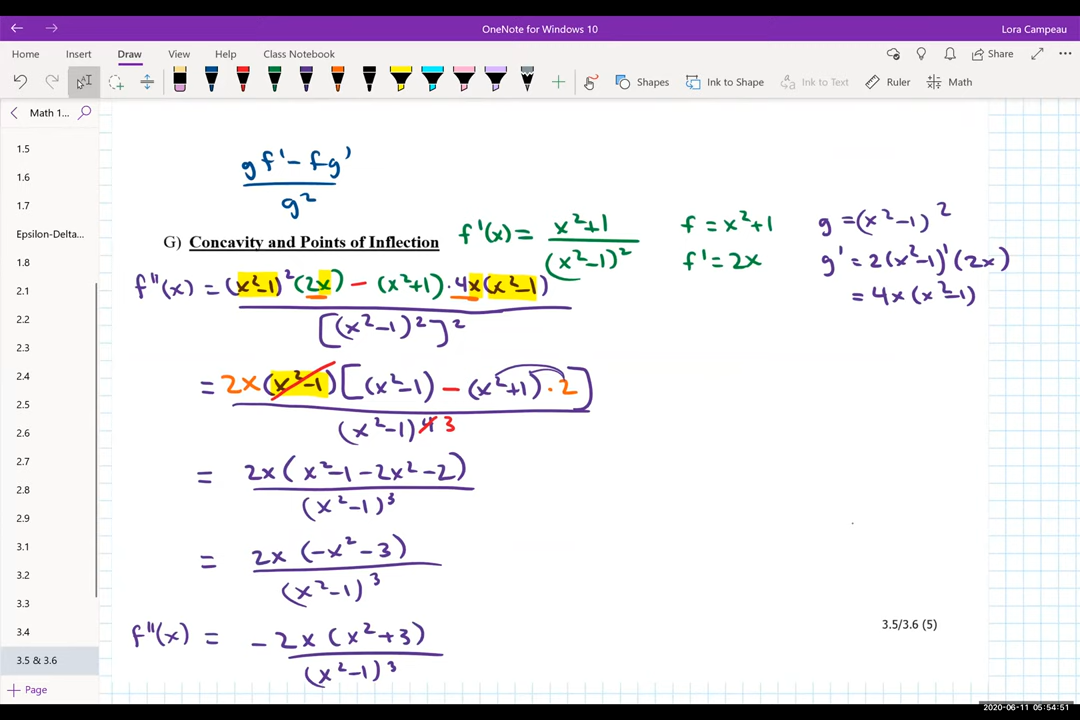 OneNote for Windows 10
Lora Campeau
Home Insert Draw View Help Class Notebook
Share
Shapes Ink to Shape Ink to Text Ruler Math
Math 1...
1.5
1.6
1.7
Epsilon-Delta...
1.8
2.1
2.2
2.3
2.4
2.5
2.6
2.7
2.8
2.9
3.1
3.2
3.3
3.4
3.5 & 3.6
+ Page
gf' - fg'
g²
G) Concavity and Points of Inflection
f'(x) = x²+1
(x²-1)²
f = x²+1
f' = 2x
g = (x²-1)²
g' = 2(x²-1)'(2x)
= 4x(x²-1)
f''(x) = (x²-1)²(2x) - (x²+1)·4x(x²-1)
[(x²-1)²]²
= 2x(x²-1)[(x²-1) - (x²+1)·2]
(x²-1)4 3
= 2x(x²-1-2x²-2)
(x²-1)³
= 2x(-x²-3)
(x²-1)³
f''(x) = -2x(x²+3)
(x²-1)³
3.5/3.6 (5)
2020-06-11 05:54:51